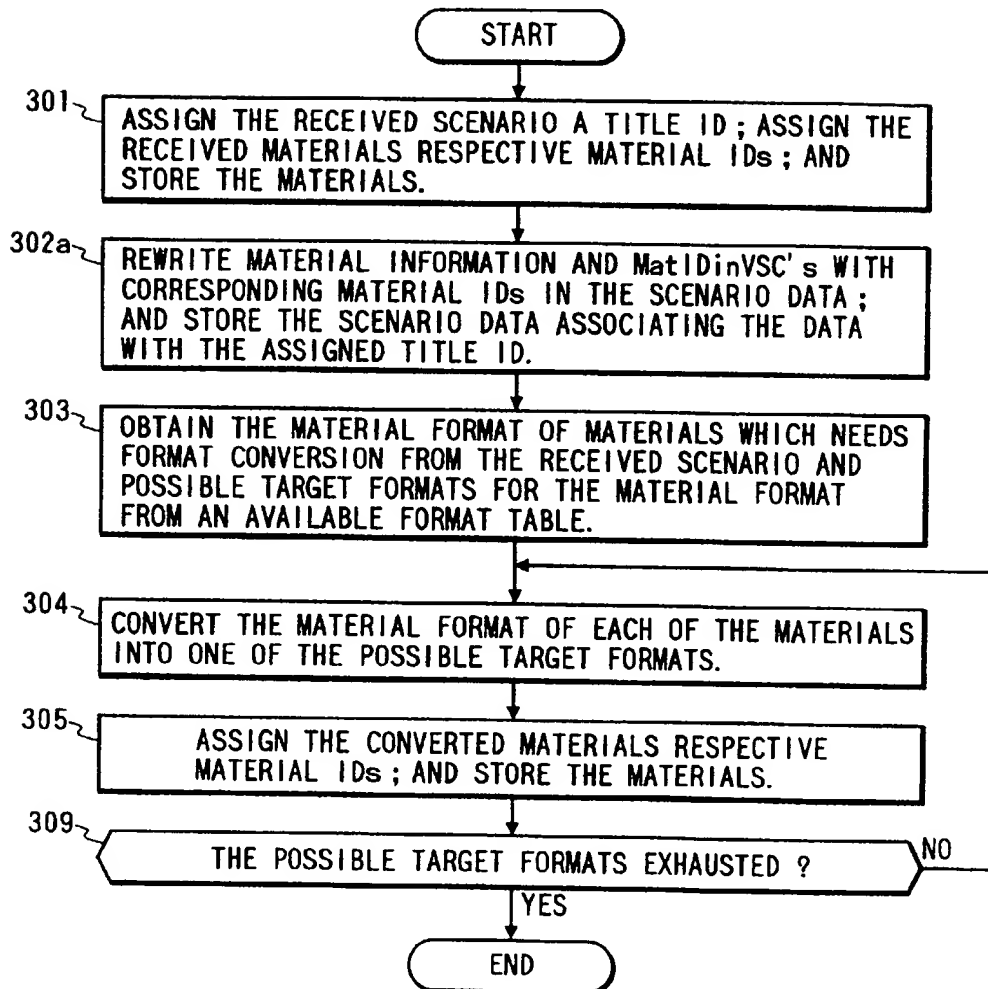 START
301
ASSIGN THE RECEIVED SCENARIO A TITLE ID; ASSIGN THE
RECEIVED MATERIALS RESPECTIVE MATERIAL IDs; AND
STORE THE MATERIALS.
302a
REWRITE MATERIAL INFORMATION AND MatIDinVSC's WITH
CORRESPONDING MATERIAL IDs IN THE SCENARIO DATA;
AND STORE THE SCENARIO DATA ASSOCIATING THE DATA
WITH THE ASSIGNED TITLE ID.
303
OBTAIN THE MATERIAL FORMAT OF MATERIALS WHICH NEEDS
FORMAT CONVERSION FROM THE RECEIVED SCENARIO AND
POSSIBLE TARGET FORMATS FOR THE MATERIAL FORMAT
FROM AN AVAILABLE FORMAT TABLE.
304
CONVERT THE MATERIAL FORMAT OF EACH OF THE MATERIALS
INTO ONE OF THE POSSIBLE TARGET FORMATS.
305
ASSIGN THE CONVERTED MATERIALS RESPECTIVE
MATERIAL IDs; AND STORE THE MATERIALS.
309
THE POSSIBLE TARGET FORMATS EXHAUSTED ?
NO
YES
END